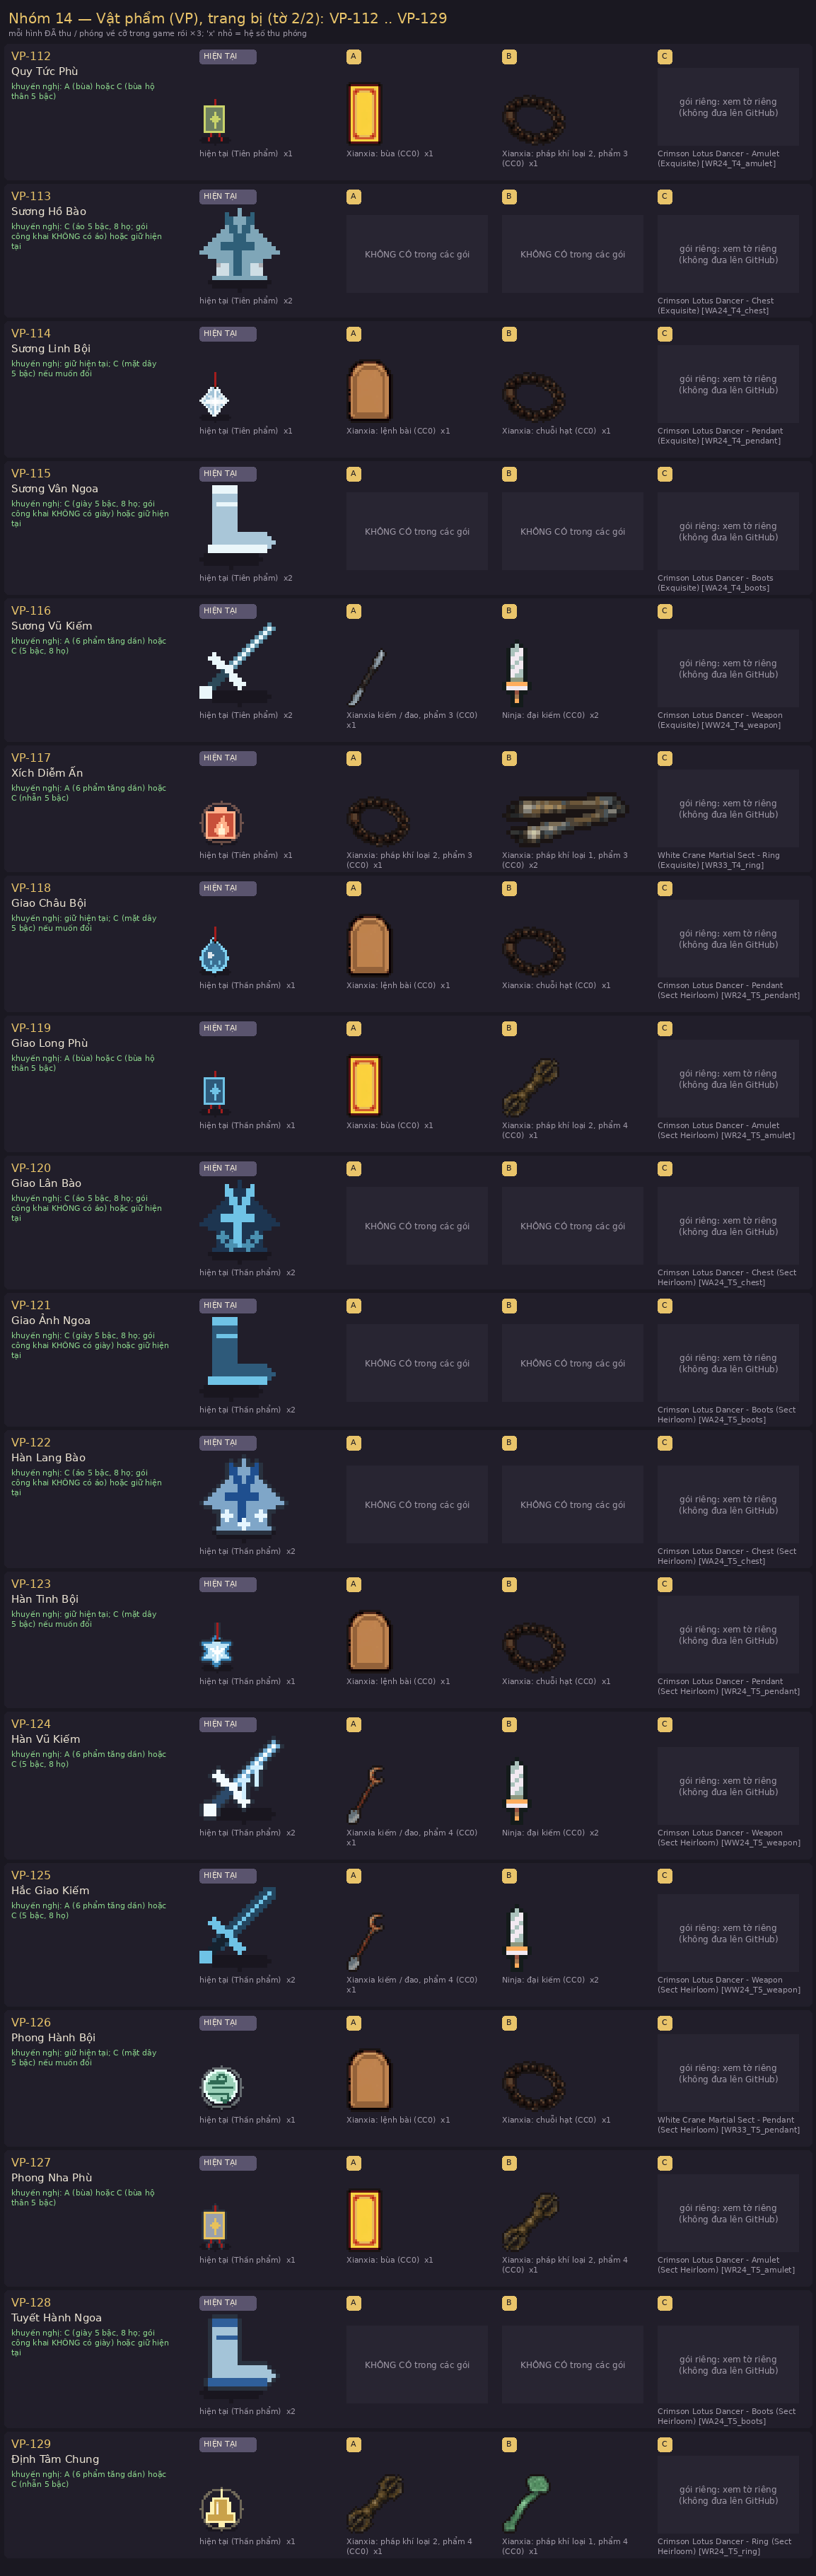 Nhóm 14 — Vật phẩm (VP), trang bị (tờ 2/2): VP-112 .. VP-129
mỗi hình ĐÃ thu / phóng về cỡ trong game rồi ×3; 'x' nhỏ = hệ số thu phóng
VP-112
Quy Tức Phù
khuyến nghị: A (bùa) hoặc C (bùa hộ
thân 5 bậc)
HIỆN TẠI
hiện tại (Tiên phẩm)  x1
A
Xianxia: bùa (CC0)  x1
B
Xianxia: pháp khí loại 2, phẩm 3
(CC0)  x1
C
gói riêng: xem tờ riêng
(không đưa lên GitHub)
Crimson Lotus Dancer - Amulet
(Exquisite) [WR24_T4_amulet]
VP-113
Sương Hồ Bào
khuyến nghị: C (áo 5 bậc, 8 họ; gói
công khai KHÔNG có áo) hoặc giữ hiện
tại
HIỆN TẠI
hiện tại (Tiên phẩm)  x2
A
KHÔNG CÓ trong các gói
B
KHÔNG CÓ trong các gói
C
gói riêng: xem tờ riêng
(không đưa lên GitHub)
Crimson Lotus Dancer - Chest
(Exquisite) [WA24_T4_chest]
VP-114
Sương Linh Bội
khuyến nghị: giữ hiện tại; C (mặt dây
5 bậc) nếu muốn đổi
HIỆN TẠI
hiện tại (Tiên phẩm)  x1
A
Xianxia: lệnh bài (CC0)  x1
B
Xianxia: chuỗi hạt (CC0)  x1
C
gói riêng: xem tờ riêng
(không đưa lên GitHub)
Crimson Lotus Dancer - Pendant
(Exquisite) [WR24_T4_pendant]
VP-115
Sương Vân Ngoa
khuyến nghị: C (giày 5 bậc, 8 họ; gói
công khai KHÔNG có giày) hoặc giữ hiện
tại
HIỆN TẠI
hiện tại (Tiên phẩm)  x2
A
KHÔNG CÓ trong các gói
B
KHÔNG CÓ trong các gói
C
gói riêng: xem tờ riêng
(không đưa lên GitHub)
Crimson Lotus Dancer - Boots
(Exquisite) [WA24_T4_boots]
VP-116
Sương Vũ Kiếm
khuyến nghị: A (6 phẩm tăng dần) hoặc
C (5 bậc, 8 họ)
HIỆN TẠI
hiện tại (Tiên phẩm)  x2
A
Xianxia kiếm / đao, phẩm 3 (CC0)
x1
B
Ninja: đại kiếm (CC0)  x2
C
gói riêng: xem tờ riêng
(không đưa lên GitHub)
Crimson Lotus Dancer - Weapon
(Exquisite) [WW24_T4_weapon]
VP-117
Xích Diễm Ấn
khuyến nghị: A (6 phẩm tăng dần) hoặc
C (nhẫn 5 bậc)
HIỆN TẠI
hiện tại (Tiên phẩm)  x1
A
Xianxia: pháp khí loại 2, phẩm 3
(CC0)  x1
B
Xianxia: pháp khí loại 1, phẩm 3
(CC0)  x2
C
gói riêng: xem tờ riêng
(không đưa lên GitHub)
White Crane Martial Sect - Ring
(Exquisite) [WR33_T4_ring]
VP-118
Giao Châu Bội
khuyến nghị: giữ hiện tại; C (mặt dây
5 bậc) nếu muốn đổi
HIỆN TẠI
hiện tại (Thần phẩm)  x1
A
Xianxia: lệnh bài (CC0)  x1
B
Xianxia: chuỗi hạt (CC0)  x1
C
gói riêng: xem tờ riêng
(không đưa lên GitHub)
Crimson Lotus Dancer - Pendant
(Sect Heirloom) [WR24_T5_pendant]
VP-119
Giao Long Phù
khuyến nghị: A (bùa) hoặc C (bùa hộ
thân 5 bậc)
HIỆN TẠI
hiện tại (Thần phẩm)  x1
A
Xianxia: bùa (CC0)  x1
B
Xianxia: pháp khí loại 2, phẩm 4
(CC0)  x1
C
gói riêng: xem tờ riêng
(không đưa lên GitHub)
Crimson Lotus Dancer - Amulet
(Sect Heirloom) [WR24_T5_amulet]
VP-120
Giao Lân Bào
khuyến nghị: C (áo 5 bậc, 8 họ; gói
công khai KHÔNG có áo) hoặc giữ hiện
tại
HIỆN TẠI
hiện tại (Thần phẩm)  x2
A
KHÔNG CÓ trong các gói
B
KHÔNG CÓ trong các gói
C
gói riêng: xem tờ riêng
(không đưa lên GitHub)
Crimson Lotus Dancer - Chest (Sect
Heirloom) [WA24_T5_chest]
VP-121
Giao Ảnh Ngoa
khuyến nghị: C (giày 5 bậc, 8 họ; gói
công khai KHÔNG có giày) hoặc giữ hiện
tại
HIỆN TẠI
hiện tại (Thần phẩm)  x2
A
KHÔNG CÓ trong các gói
B
KHÔNG CÓ trong các gói
C
gói riêng: xem tờ riêng
(không đưa lên GitHub)
Crimson Lotus Dancer - Boots (Sect
Heirloom) [WA24_T5_boots]
VP-122
Hàn Lang Bào
khuyến nghị: C (áo 5 bậc, 8 họ; gói
công khai KHÔNG có áo) hoặc giữ hiện
tại
HIỆN TẠI
hiện tại (Thần phẩm)  x2
A
KHÔNG CÓ trong các gói
B
KHÔNG CÓ trong các gói
C
gói riêng: xem tờ riêng
(không đưa lên GitHub)
Crimson Lotus Dancer - Chest (Sect
Heirloom) [WA24_T5_chest]
VP-123
Hàn Tinh Bội
khuyến nghị: giữ hiện tại; C (mặt dây
5 bậc) nếu muốn đổi
HIỆN TẠI
hiện tại (Thần phẩm)  x1
A
Xianxia: lệnh bài (CC0)  x1
B
Xianxia: chuỗi hạt (CC0)  x1
C
gói riêng: xem tờ riêng
(không đưa lên GitHub)
Crimson Lotus Dancer - Pendant
(Sect Heirloom) [WR24_T5_pendant]
VP-124
Hàn Vũ Kiếm
khuyến nghị: A (6 phẩm tăng dần) hoặc
C (5 bậc, 8 họ)
HIỆN TẠI
hiện tại (Thần phẩm)  x2
A
Xianxia kiếm / đao, phẩm 4 (CC0)
x1
B
Ninja: đại kiếm (CC0)  x2
C
gói riêng: xem tờ riêng
(không đưa lên GitHub)
Crimson Lotus Dancer - Weapon
(Sect Heirloom) [WW24_T5_weapon]
VP-125
Hắc Giao Kiếm
khuyến nghị: A (6 phẩm tăng dần) hoặc
C (5 bậc, 8 họ)
HIỆN TẠI
hiện tại (Thần phẩm)  x2
A
Xianxia kiếm / đao, phẩm 4 (CC0)
x1
B
Ninja: đại kiếm (CC0)  x2
C
gói riêng: xem tờ riêng
(không đưa lên GitHub)
Crimson Lotus Dancer - Weapon
(Sect Heirloom) [WW24_T5_weapon]
VP-126
Phong Hành Bội
khuyến nghị: giữ hiện tại; C (mặt dây
5 bậc) nếu muốn đổi
HIỆN TẠI
hiện tại (Thần phẩm)  x1
A
Xianxia: lệnh bài (CC0)  x1
B
Xianxia: chuỗi hạt (CC0)  x1
C
gói riêng: xem tờ riêng
(không đưa lên GitHub)
White Crane Martial Sect - Pendant
(Sect Heirloom) [WR33_T5_pendant]
VP-127
Phong Nha Phù
khuyến nghị: A (bùa) hoặc C (bùa hộ
thân 5 bậc)
HIỆN TẠI
hiện tại (Thần phẩm)  x1
A
Xianxia: bùa (CC0)  x1
B
Xianxia: pháp khí loại 2, phẩm 4
(CC0)  x1
C
gói riêng: xem tờ riêng
(không đưa lên GitHub)
Crimson Lotus Dancer - Amulet
(Sect Heirloom) [WR24_T5_amulet]
VP-128
Tuyết Hành Ngoa
khuyến nghị: C (giày 5 bậc, 8 họ; gói
công khai KHÔNG có giày) hoặc giữ hiện
tại
HIỆN TẠI
hiện tại (Thần phẩm)  x2
A
KHÔNG CÓ trong các gói
B
KHÔNG CÓ trong các gói
C
gói riêng: xem tờ riêng
(không đưa lên GitHub)
Crimson Lotus Dancer - Boots (Sect
Heirloom) [WA24_T5_boots]
VP-129
Định Tâm Chung
khuyến nghị: A (6 phẩm tăng dần) hoặc
C (nhẫn 5 bậc)
HIỆN TẠI
hiện tại (Thần phẩm)  x1
A
Xianxia: pháp khí loại 2, phẩm 4
(CC0)  x1
B
Xianxia: pháp khí loại 1, phẩm 4
(CC0)  x1
C
gói riêng: xem tờ riêng
(không đưa lên GitHub)
Crimson Lotus Dancer - Ring (Sect
Heirloom) [WR24_T5_ring]